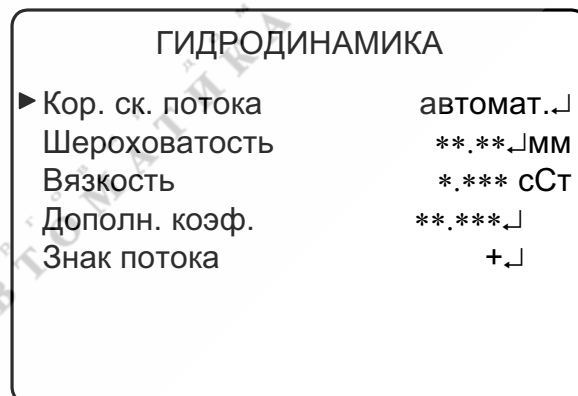 ГИДРОДИНАМИКА
▶Кор. ск. потока автомат.↵
Шероховатость **.**↵мм
Вязкость *.*** сСт
Дополн. коэф. **.***↵
Знак потока +↵